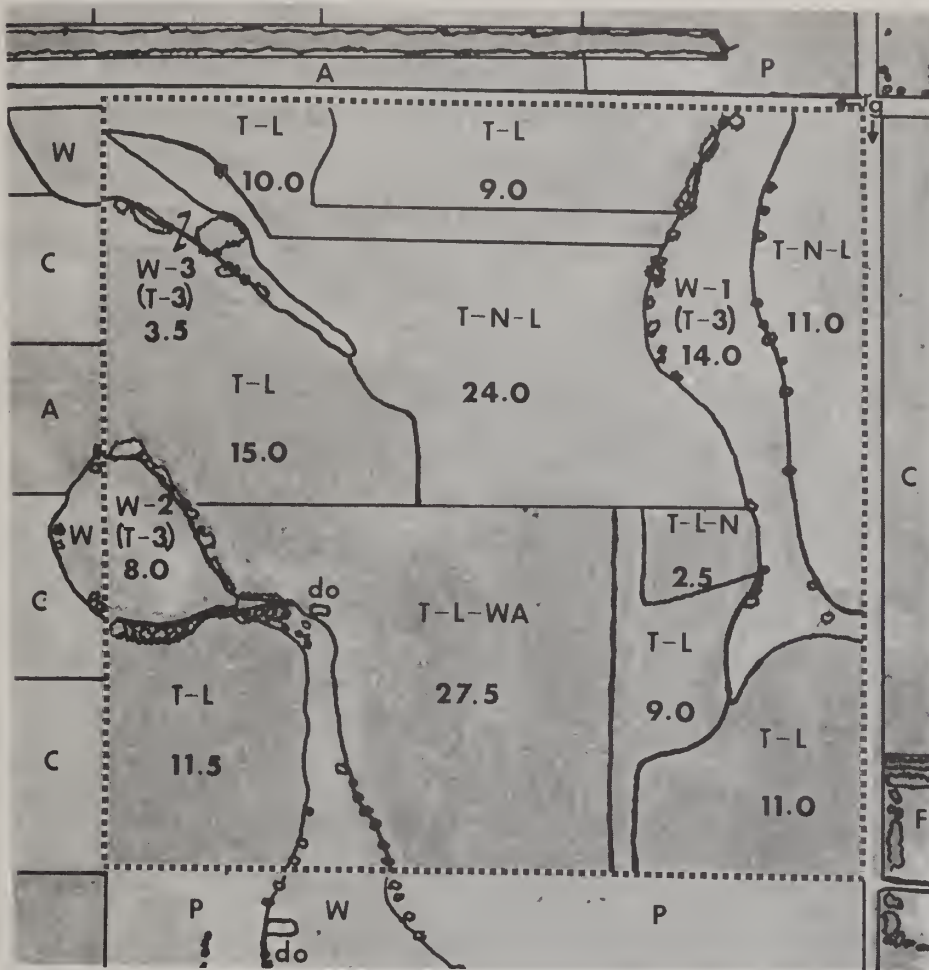 A
P
T-L
10.0
T-L
9.0
W
g
C
W-3
(T-3)
3.5
T-N-L
24.0
W-1
(T-3)
14.0
T-N-L
11.0
A
T-L
15.0
C
W
W-2
(T-3)
8.0
C
do
T-L-WA
27.5
T-L-N
2.5
T-L
9.0
T-L
11.5
C
T-L
11.0
F
P
W
P
do